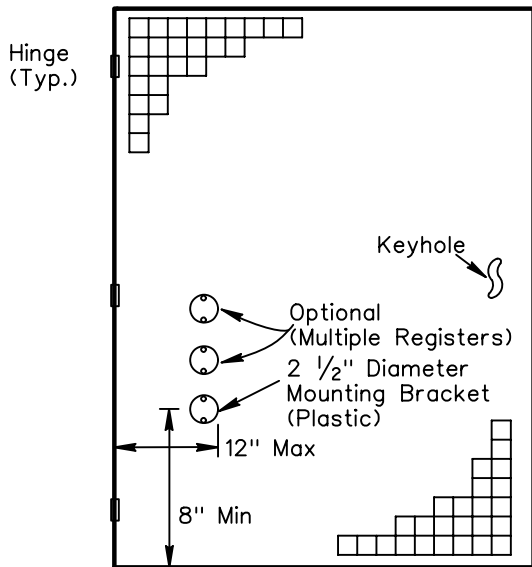 Hinge
(Typ.)
Keyhole
Optional
(Multiple Registers)
2 ½" Diameter
Mounting Bracket
(Plastic)
12" Max
8" Min